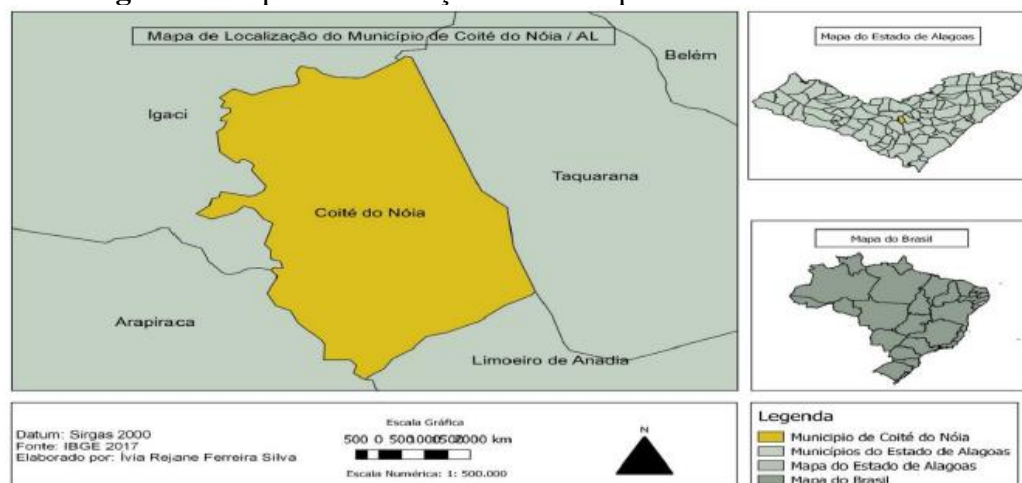 Mapa de Localização do Município de Coité do Nóia / AL
Belém
Igaci
Taquarana
Coité do Nóia
Arapiraca
Limoeiro de Anadia
Mapa do Estado de Alagoas
Mapa do Brasil
Datum: Sirgas 2000
Fonte: IBGE 2017
Elaborado por: Ívia Rejane Ferreira Silva
Escala Gráfica
500 0 500 2000 km
Escala Numérica: 1: 500.000
N
Legenda
Municipio de Coité do Nóia
Municípios do Estado de Alagoas
Mapa do Estado de Alagoas
Mapa do Brasil